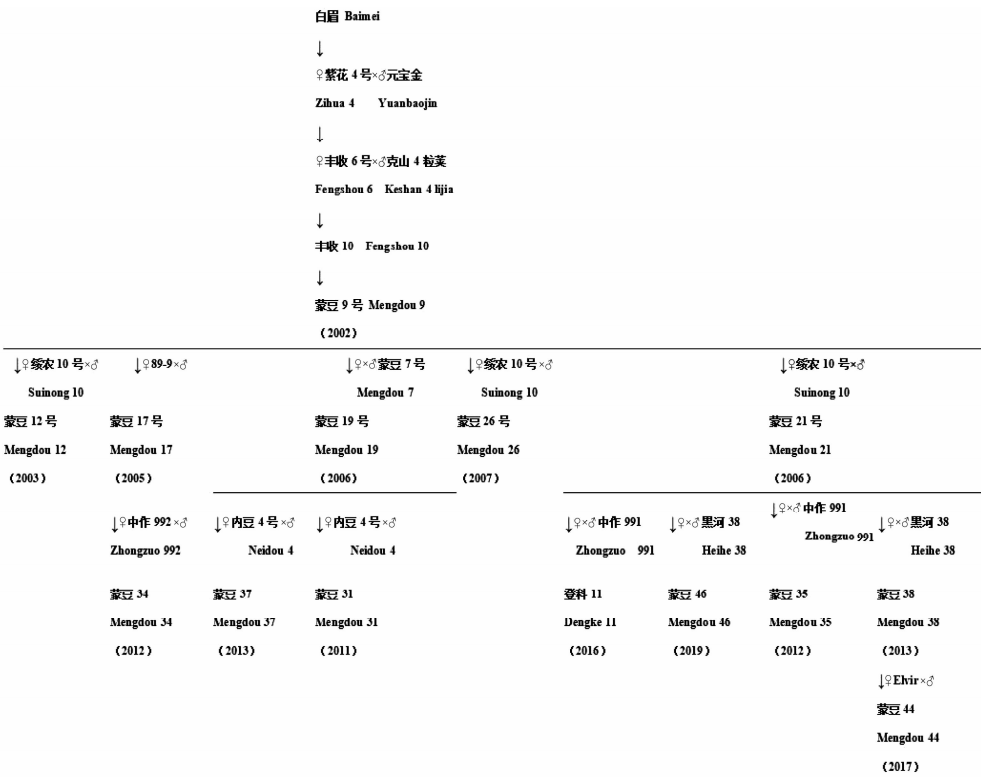 白眉 Baimei
↓
♀紫花 4 号×♂元宝金
Zihua 4 Yuanbaojin
↓
♀丰收 6 号×♂克山 4 粒荚
Fengshou 6 Keshan 4 lijia
↓
丰收 10 Fengshou 10
↓
蒙豆 9 号 Mengdou 9
（2002）
↓♀绥农 10 号×♂ ↓♀89-9×♂ ↓♀×♂蒙豆 7 号 ↓♀绥农 10 号×♂ ↓♀绥农 10 号×♂
Suinong 10 Mengdou 7 Suinong 10 Suinong 10
蒙豆 12 号 蒙豆 17 号 蒙豆 19 号 蒙豆 26 号 蒙豆 21 号
Mengdou 12 Mengdou 17 Mengdou 19 Mengdou 26 Mengdou 21
（2003） （2005） （2006） （2007） （2006）
↓♀中作 992 ×♂ ↓♀内豆 4 号×♂ ↓♀内豆 4 号×♂ ↓♀×♂ 中作 991 ↓♀×♂ 黑河 38 ↓♀×♂ 中作 991 ↓♀×♂ 黑河 38
Zhongzuo 992 Neidou 4 Neidou 4 Zhongzuo 991 Heihe 38 Zhongzuo 991 Heihe 38
蒙豆 34 蒙豆 37 蒙豆 31 登科 11 蒙豆 46 蒙豆 35 蒙豆 38
Mengdou 34 Mengdou 37 Mengdou 31 Dengke 11 Mengdou 46 Mengdou 35 Mengdou 38
（2012） （2013） （2011） （2016） （2019） （2012） （2013）
↓♀Elvir×♂
蒙豆 44
Mengdou 44
（2017）